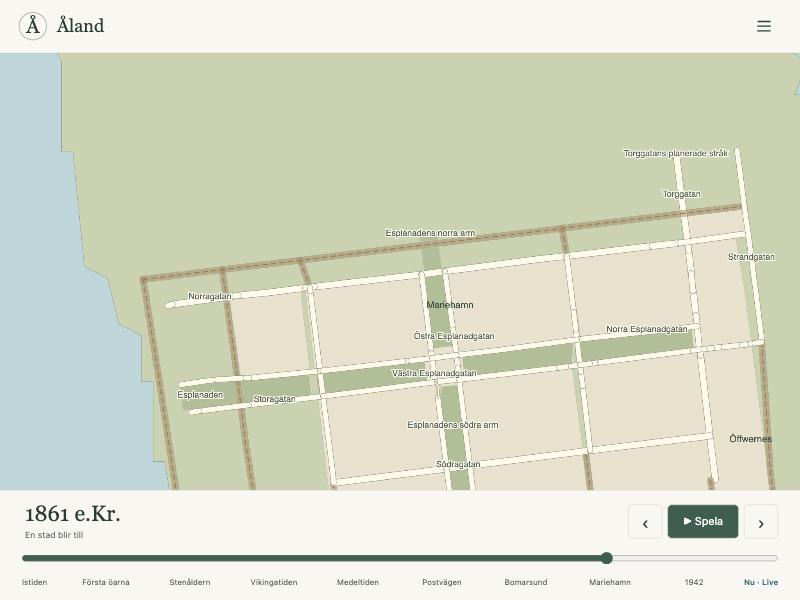 Å Åland
Torggatans planerade stråk
Torggatan
Esplanadens norra arm
Strandgatan
Norragatan
Mariehamn
Norra Esplanadgatan
Östra Esplanadgatan
Västra Esplanadgatan
Esplanaden
Storagatan
Esplanadens södra arm
Öffwernes
Södragatan
1861 e.Kr.
En stad blir till
‹ ▶ Spela ›
Istiden Första öarna Stenåldern Vikingatiden Medeltiden Postvägen Bomarsund Mariehamn 1942 Nu · Live